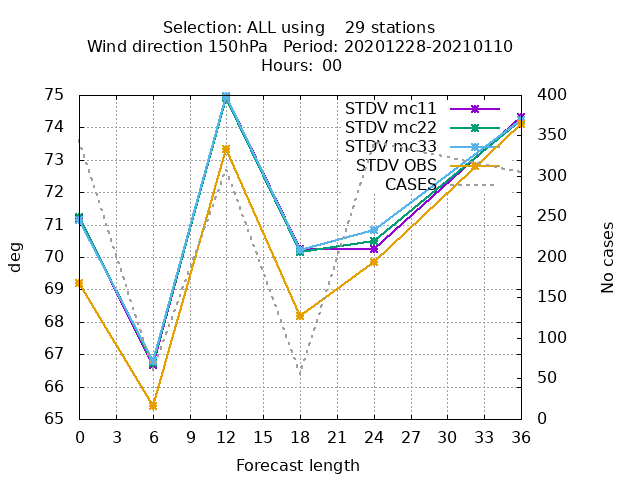 Selection: ALL using    29 stations
Wind direction 150hPa   Period: 20201228-20210110
Hours: 00
75
74
73
72
71
70
69
68
67
66
65
deg
400
350
300
250
200
150
100
50
0
No cases
STDV mc11
STDV mc22
STDV mc33
STDV OBS
CASES
0 3 6 9 12 15 18 21 24 27 30 33 36
Forecast length